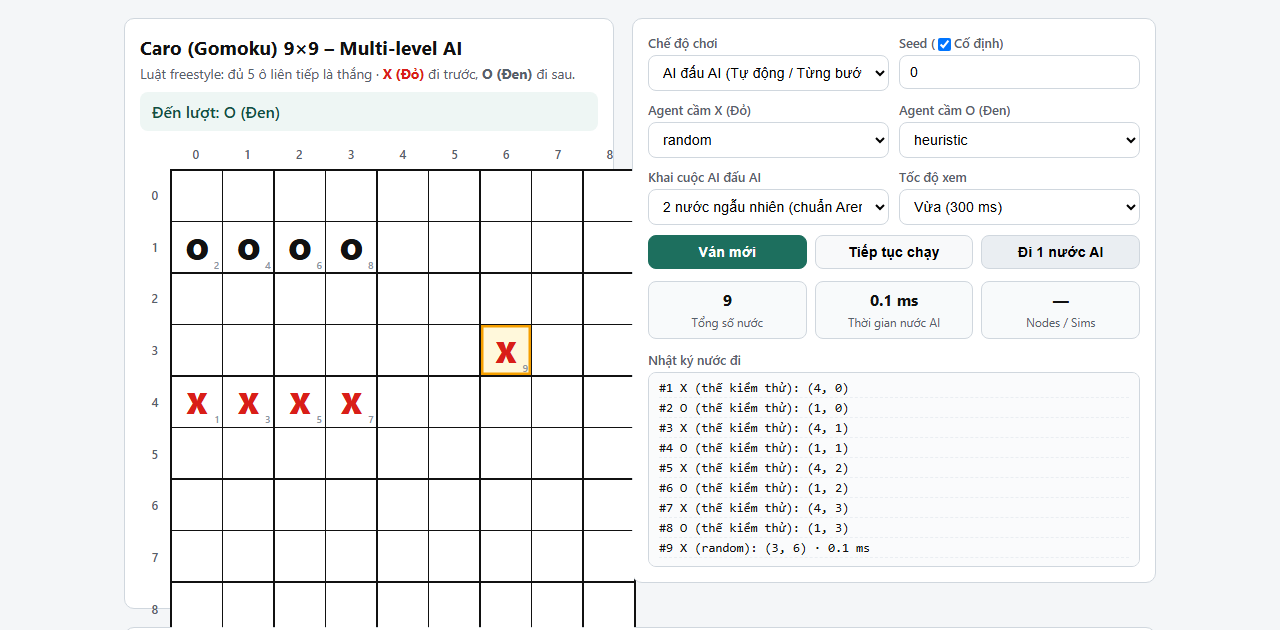 Caro (Gomoku) 9×9 – Multi-level AI
Luật freestyle: đủ 5 ô liên tiếp là thắng · X (Đỏ) đi trước, O (Đen) đi sau.
Đến lượt: O (Đen)
0 1 2 3 4 5 6 7 8
0
1 O 2 O 4 O 6 O 8
2
3 X 9
4 X 1 X 3 X 5 X 7
5
6
7
8
Chế độ chơi
AI đấu AI (Tự động / Từng bướ
Seed ( Cố định)
0
Agent cầm X (Đỏ)
random
Agent cầm O (Đen)
heuristic
Khai cuộc AI đấu AI
2 nước ngẫu nhiên (chuẩn Arer
Tốc độ xem
Vừa (300 ms)
Ván mới
Tiếp tục chạy
Đi 1 nước AI
9
Tổng số nước
0.1 ms
Thời gian nước AI
—
Nodes / Sims
Nhật ký nước đi
#1 X (thế kiểm thử): (4, 0)
#2 O (thế kiểm thử): (1, 0)
#3 X (thế kiểm thử): (4, 1)
#4 O (thế kiểm thử): (1, 1)
#5 X (thế kiểm thử): (4, 2)
#6 O (thế kiểm thử): (1, 2)
#7 X (thế kiểm thử): (4, 3)
#8 O (thế kiểm thử): (1, 3)
#9 X (random): (3, 6) · 0.1 ms